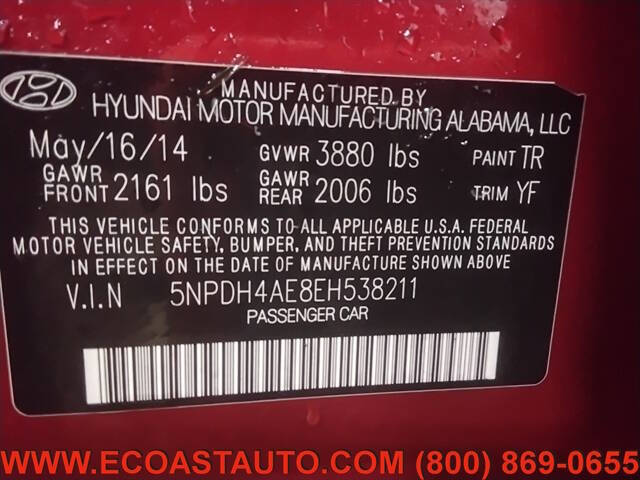 MANUFACTURED BY
HYUNDAI MOTOR MANUFACTURING ALABAMA, LLC
May/16/14 GVWR 3880 lbs PAINT TR
GAWR FRONT 2161 lbs GAWR REAR 2006 lbs TRIM YF
THIS VEHICLE CONFORMS TO ALL APPLICABLE U.S.A. FEDERAL
MOTOR VEHICLE SAFETY, BUMPER, AND THEFT PREVENTION STANDARDS
IN EFFECT ON THE DATE OF MANUFACTURE SHOWN ABOVE
V.I.N 5NPDH4AE8EH538211
PASSENGER CAR
WWW.ECOASTAUTO.COM (800) 869-0655